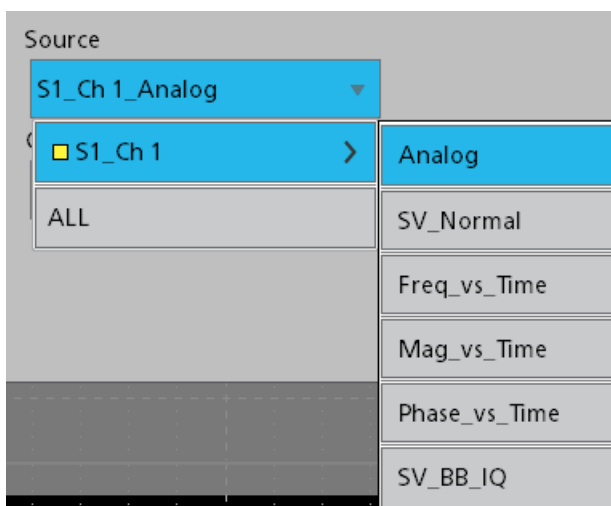 Source
S1_Ch 1_Analog
S1_Ch 1
ALL
Analog
SV_Normal
Freq_vs_Time
Mag_vs_Time
Phase_vs_Time
SV_BB_IQ